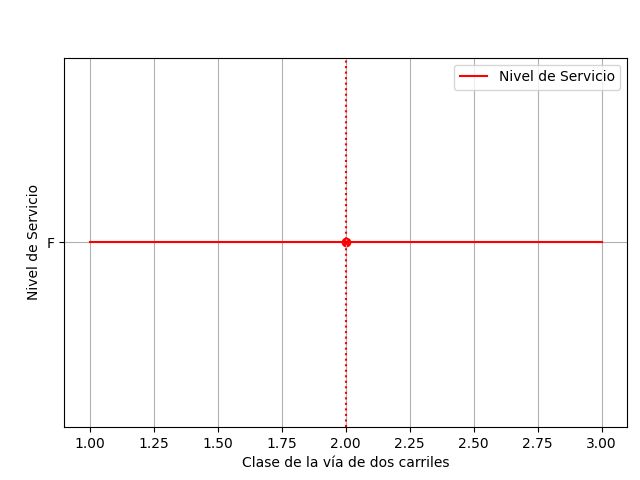 Nivel de Servicio
Nivel de Servicio
F
1.00 1.25 1.50 1.75 2.00 2.25 2.50 2.75 3.00
Clase de la vía de dos carriles